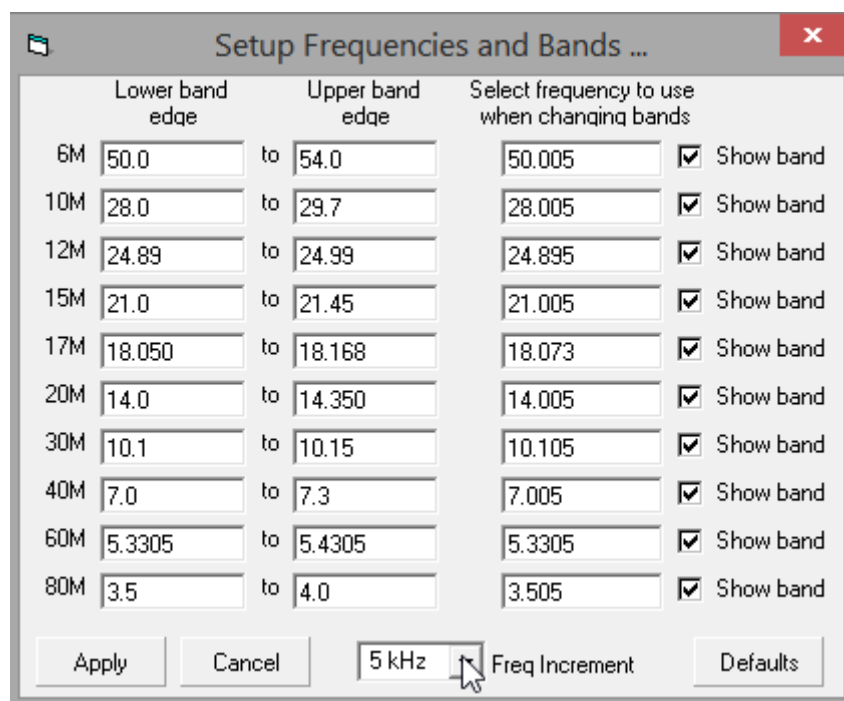 Setup Frequencies and Bands ...
x
Lower band edge
Upper band edge
Select frequency to use when changing bands
6M 50.0 to 54.0 50.005 Show band
10M 28.0 to 29.7 28.005 Show band
12M 24.89 to 24.99 24.895 Show band
15M 21.0 to 21.45 21.005 Show band
17M 18.050 to 18.168 18.073 Show band
20M 14.0 to 14.350 14.005 Show band
30M 10.1 to 10.15 10.105 Show band
40M 7.0 to 7.3 7.005 Show band
60M 5.3305 to 5.4305 5.3305 Show band
80M 3.5 to 4.0 3.505 Show band
Apply Cancel 5 kHz Freq Increment Defaults